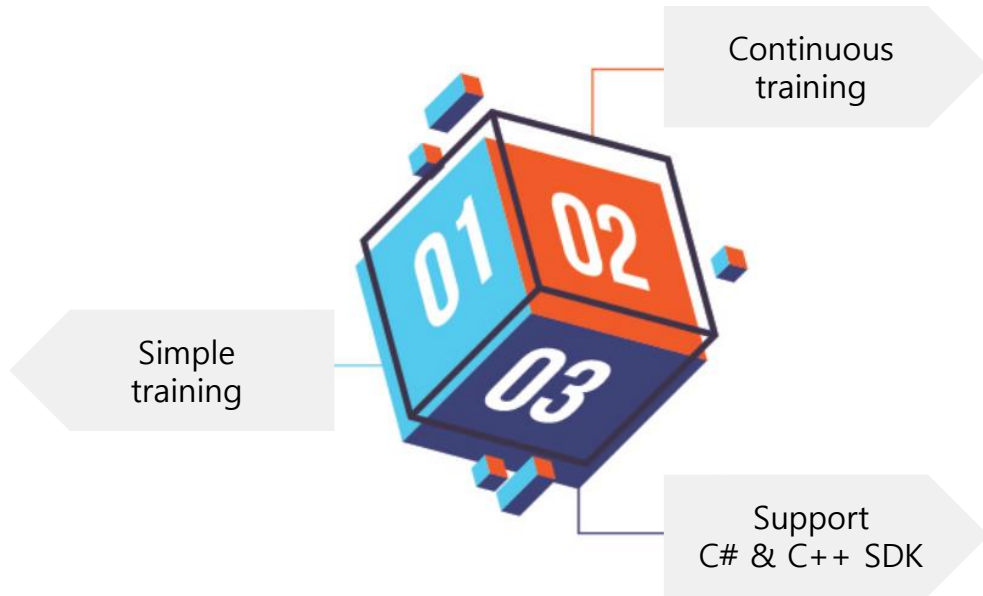 Continuous
training
01
02
Simple
training
03
Support
C# & C++ SDK